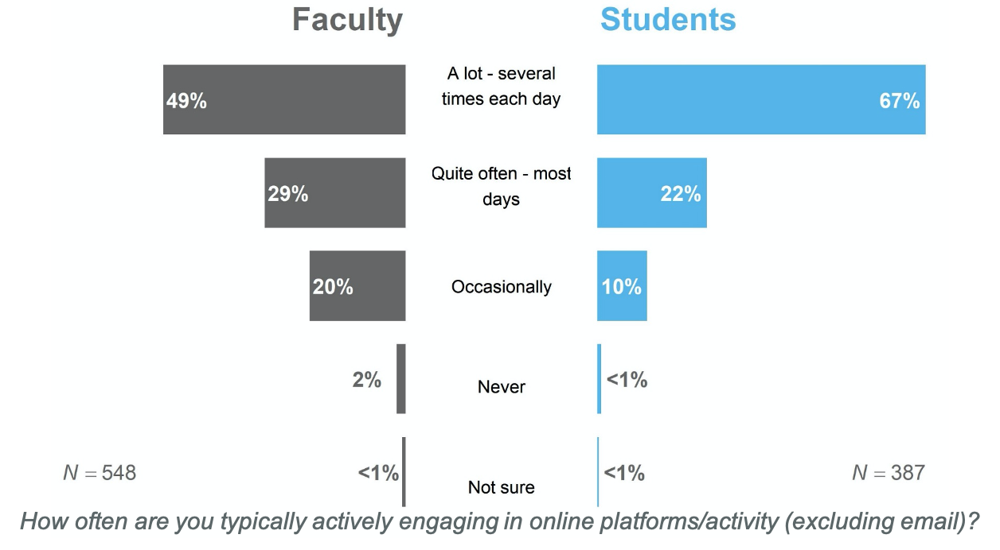 Faculty
Students
49%
A lot - several
times each day
67%
29%
Quite often - most
days
22%
20%
Occasionally
10%
2%
Never
<1%
N = 548
<1%
Not sure
<1%
N = 387
How often are you typically actively engaging in online platforms/activity (excluding email)?